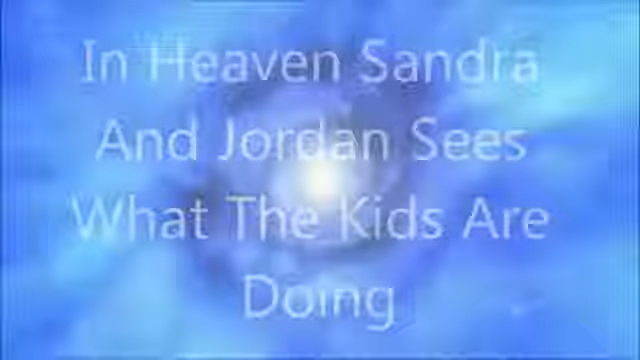 In Heaven Sandra
And Jordan Sees
What The Kids Are
Doing